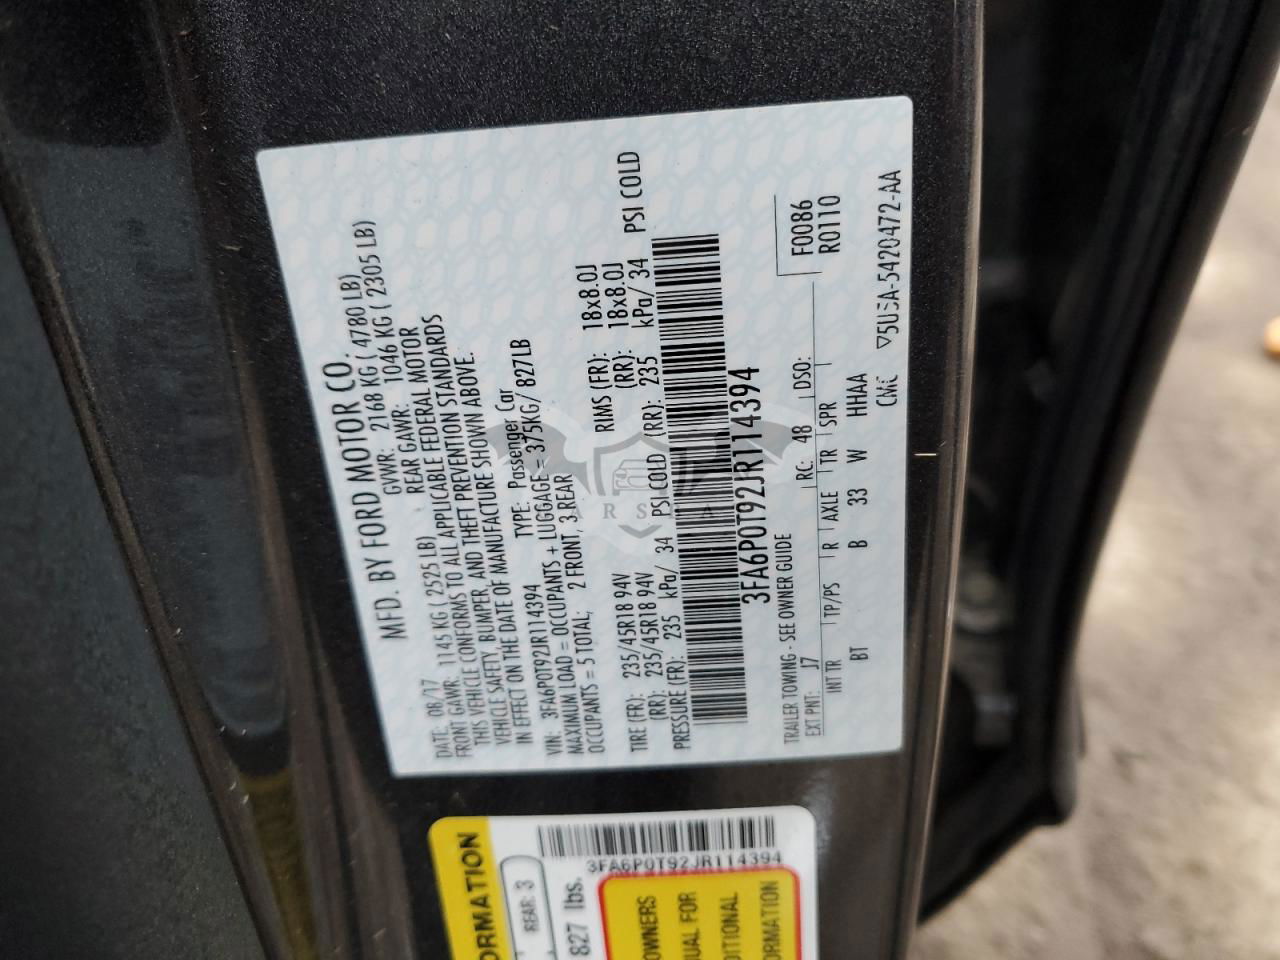 MFD. BY FORD MOTOR CO.
DATE: 08/17 GVWR: 2168 KG ( 4780 LB)
FRONT GAWR: 1145 KG ( 2525 LB) REAR GAWR: 1046 KG ( 2305 LB)
THIS VEHICLE CONFORMS TO ALL APPLICABLE FEDERAL MOTOR
VEHICLE SAFETY, BUMPER, AND THEFT PREVENTION STANDARDS
IN EFFECT ON THE DATE OF MANUFACTURE SHOWN ABOVE.
VIN: 3FA6P0T92JR114394 TYPE: Passenger Car
MAXIMUM LOAD = OCCUPANTS + LUGGAGE = 375KG/ 827LB
OCCUPANTS = 5 TOTAL, 2 FRONT, 3 REAR
TIRE (FR): 235/45R18 94V RIMS (FR): 18x8.0J
(RR): 235/45R18 94V (RR): 18x8.0J
PRESSURE (FR): 235 kPa/ 34 PSI COLD (RR): 235 kPa/ 34 PSI COLD
3FA6P0T92JR114394
TRAILER TOWING - SEE OWNER GUIDE
F0086
R0110
EXT PNT: J7 RC: 48 DSO:
INT TR TP/PS R AXLE TR SPR
BT B 33 W HHAA
5U5A-5420472-AA
ARSIA
ORMATION
REAR: 3
827 lbs.
3FA6P0T92JR114394
OWNERS
UAL FOR
DITIONAL
ORMATION